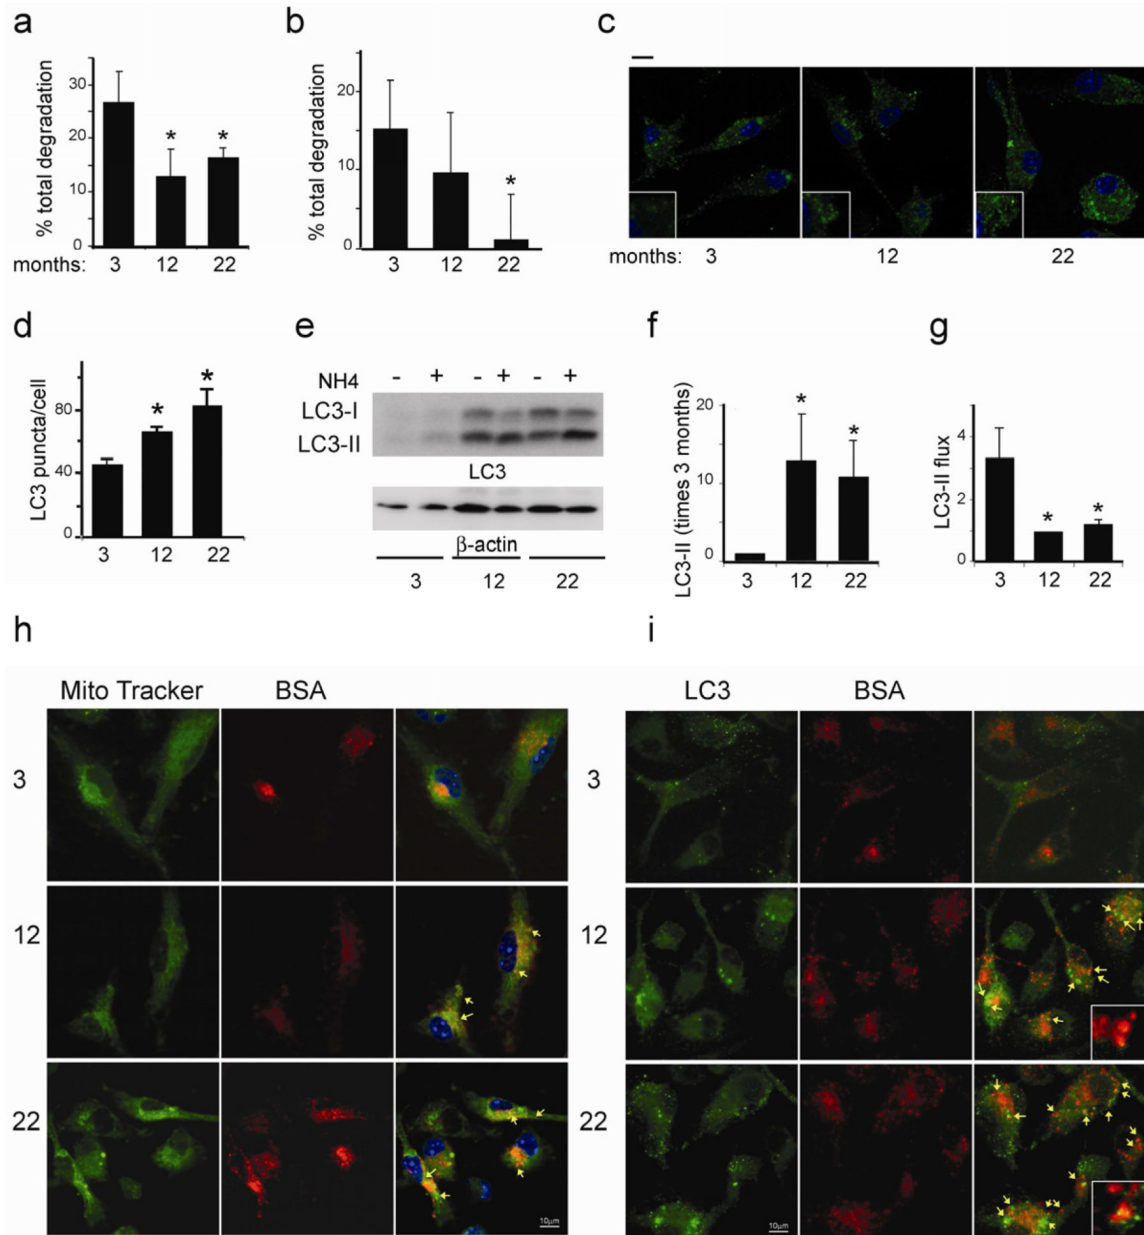 a
% total degradation
30
20
10
0
* *
months: 3 12 22
b
% total degradation
20
10
0
*
3 12 22
c
months: 3 12 22
d
LC3 puncta/cell
80
40
0
* *
3 12 22
e
NH4 - + - + - +
LC3-I
LC3-II
LC3
β-actin
3 12 22
f
LC3-II (times 3 months)
20
10
0
* *
3 12 22
g
LC3-II flux
4
2
0
* *
3 12 22
h
Mito Tracker BSA
3
12
22
10µm
i
LC3 BSA
3
12
22
10µm